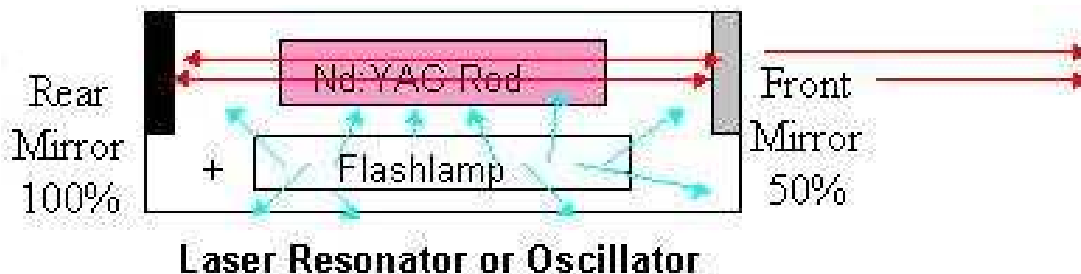 Nd:YAG Rod
Rear
Mirror
100%
+
Flashlamp
Front
Mirror
50%
Laser Resonator or Oscillator